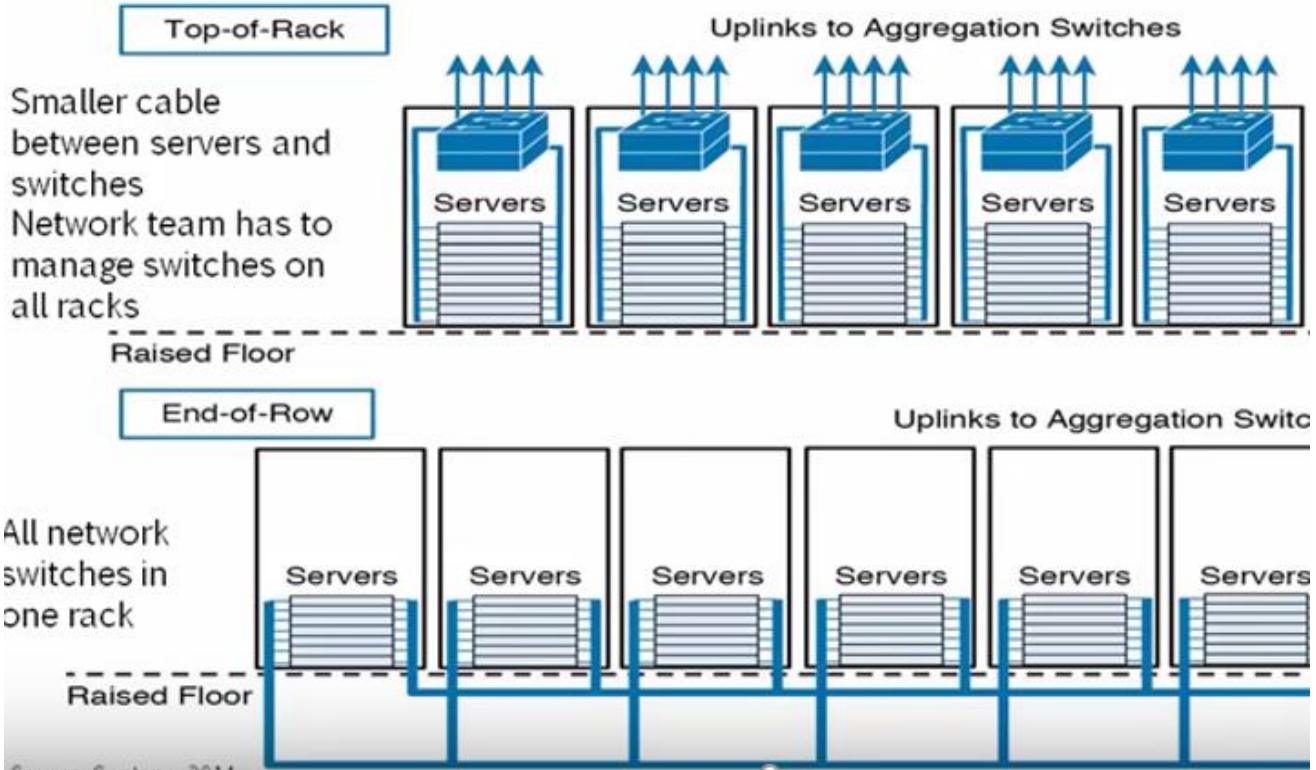 Top-of-Rack
Uplinks to Aggregation Switches
Smaller cable
between servers and
switches
Network team has to
manage switches on
all racks
Servers Servers Servers Servers Servers
Raised Floor
End-of-Row
Uplinks to Aggregation Switc
All network
switches in
one rack
Servers Servers Servers Servers Servers Servers
Raised Floor